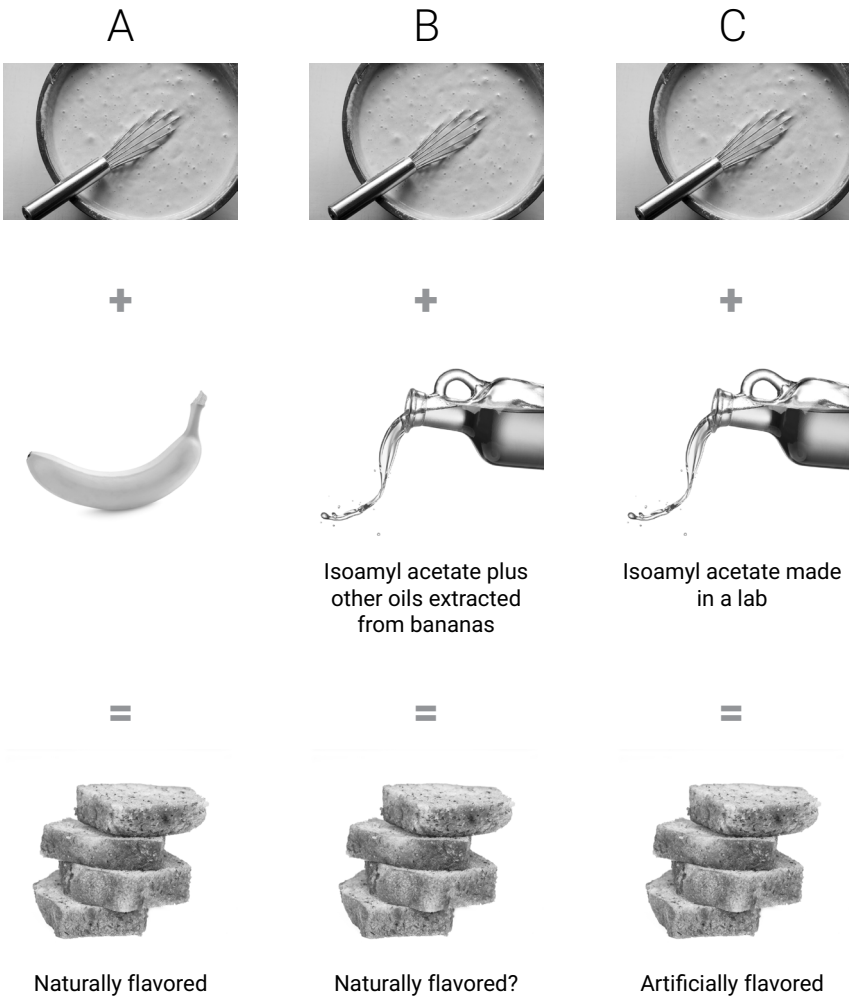 A
B
C
+
+
+
Isoamyl acetate plus
other oils extracted
from bananas
Isoamyl acetate made
in a lab
=
=
=
Naturally flavored
Naturally flavored?
Artificially flavored